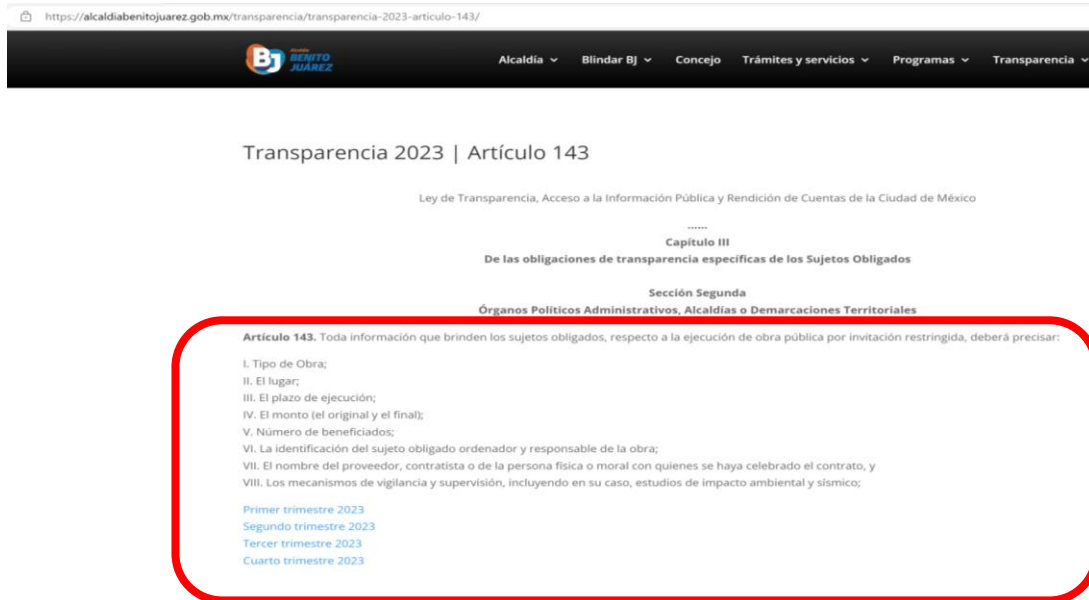 https://alcaldiabenitojuarez.gob.mx/transparencia/transparencia-2023-articulo-143/
Alcaldía BENITO JUÁREZ
BJ
Alcaldía Blindar BJ Concejo Trámites y servicios Programas Transparencia
Transparencia 2023 | Artículo 143
Ley de Transparencia, Acceso a la Información Pública y Rendición de Cuentas de la Ciudad de México
......
Capítulo III
De las obligaciones de transparencia específicas de los Sujetos Obligados
Sección Segunda
Órganos Políticos Administrativos, Alcaldías o Demarcaciones Territoriales
Artículo 143. Toda información que brinden los sujetos obligados, respecto a la ejecución de obra pública por invitación restringida, deberá precisar:
I. Tipo de Obra;
II. El lugar;
III. El plazo de ejecución;
IV. El monto (el original y el final);
V. Número de beneficiados;
VI. La identificación del sujeto obligado ordenador y responsable de la obra;
VII. El nombre del proveedor, contratista o de la persona física o moral con quienes se haya celebrado el contrato, y
VIII. Los mecanismos de vigilancia y supervisión, incluyendo en su caso, estudios de impacto ambiental y sísmico;
Primer trimestre 2023
Segundo trimestre 2023
Tercer trimestre 2023
Cuarto trimestre 2023